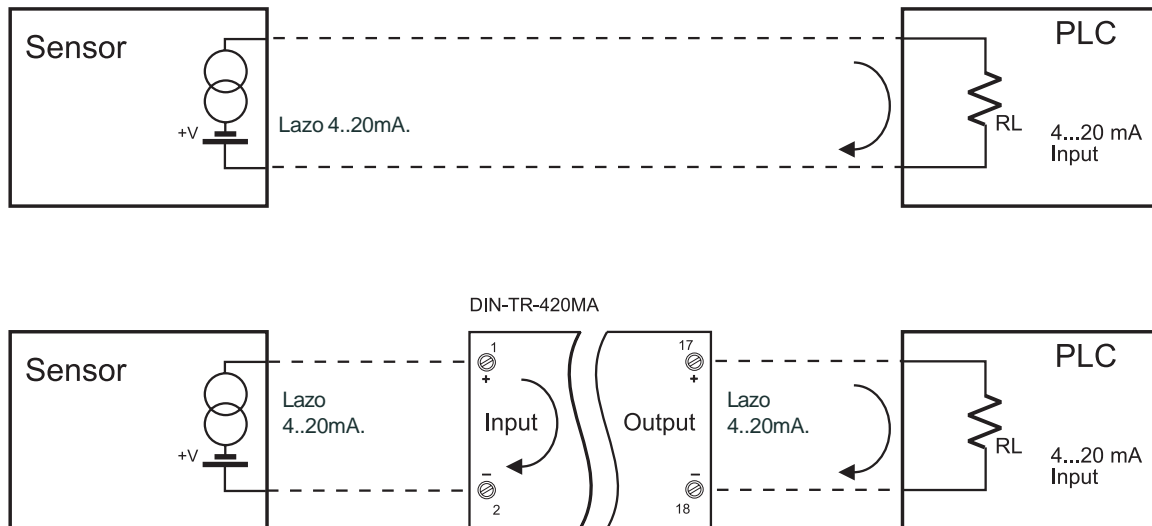 Sensor
+V
Lazo 4..20mA.
PLC
RL
4...20 mA
Input
DIN-TR-420MA
Sensor
+V
Lazo
4..20mA.
1
+
Input
−
2
17
+
Output
−
18
Lazo
4..20mA.
PLC
RL
4...20 mA
Input